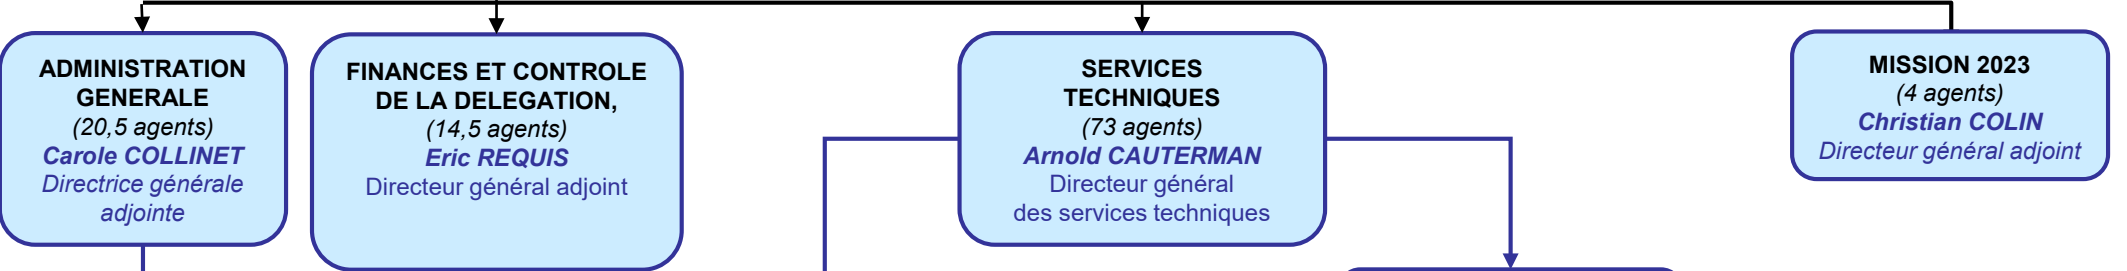 ADMINISTRATION
GENERALE
(20,5 agents)
Carole COLLINET
Directrice générale
adjointe
FINANCES ET CONTROLE
DE LA DELEGATION,
(14,5 agents)
Eric REQUIS
Directeur général adjoint
SERVICES
TECHNIQUES
(73 agents)
Arnold CAUTERMAN
Directeur général
des services techniques
MISSION 2023
(4 agents)
Christian COLIN
Directeur général adjoint